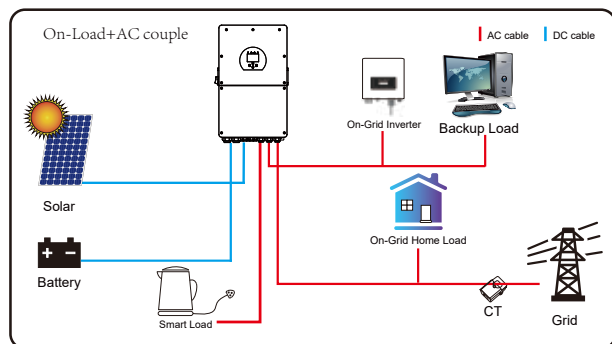 On-Load+AC couple
AC cable
DC cable
On-Grid Inverter
Backup Load
Solar
On-Grid Home Load
Battery
Smart Load
CT
Grid